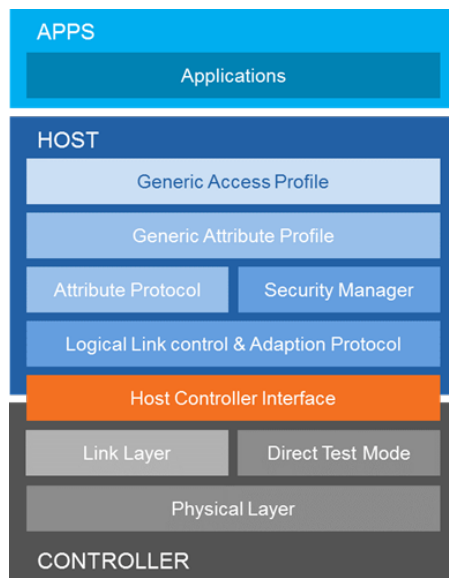 APPS
Applications
HOST
Generic Access Profile
Generic Attribute Profile
Attribute Protocol
Security Manager
Logical Link control & Adaption Protocol
Host Controller Interface
Link Layer
Direct Test Mode
Physical Layer
CONTROLLER